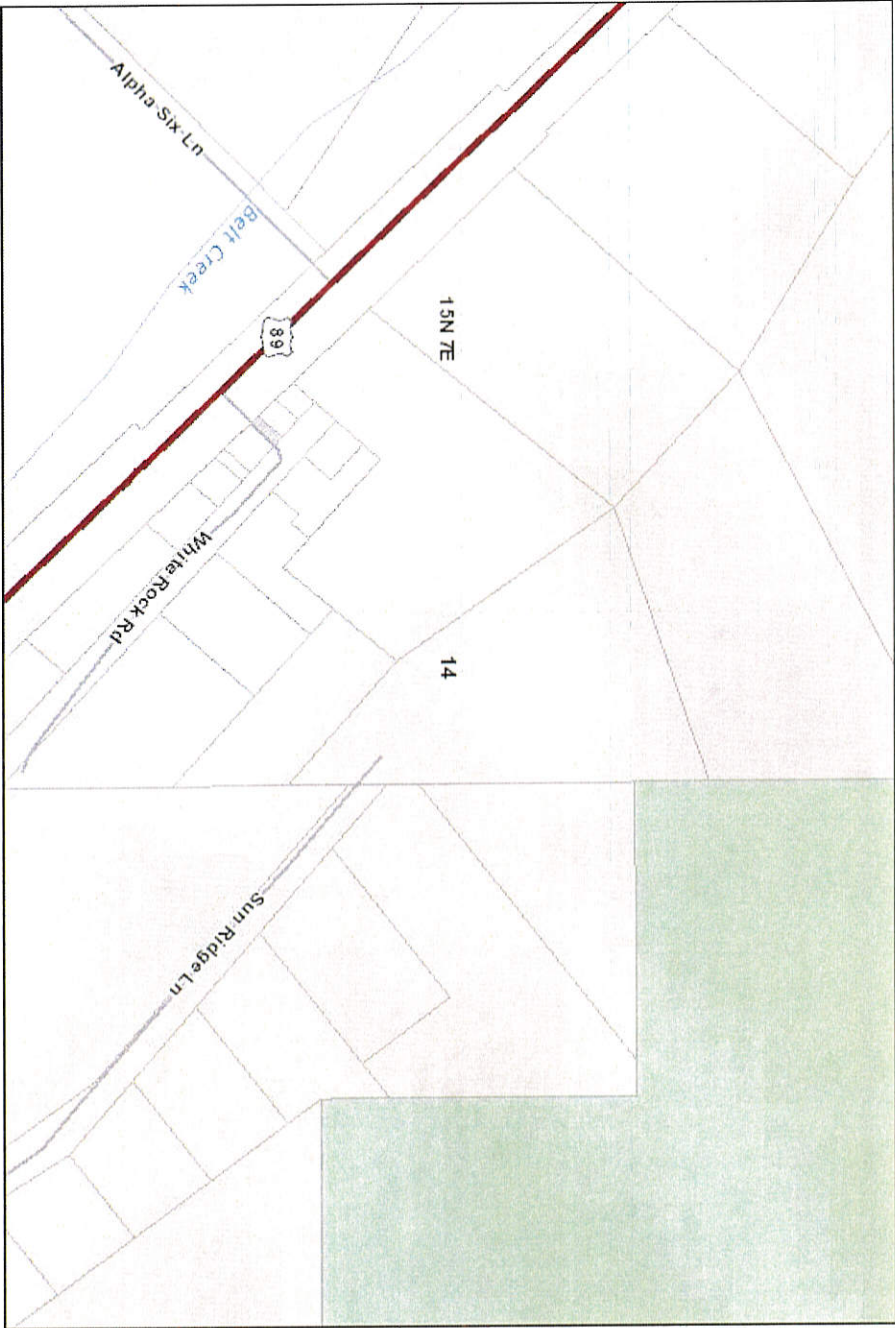 Alpha-Six-Ln
Belt Creek
89
15N 7E
White Rock Rd
14
Sun Ridge Ln